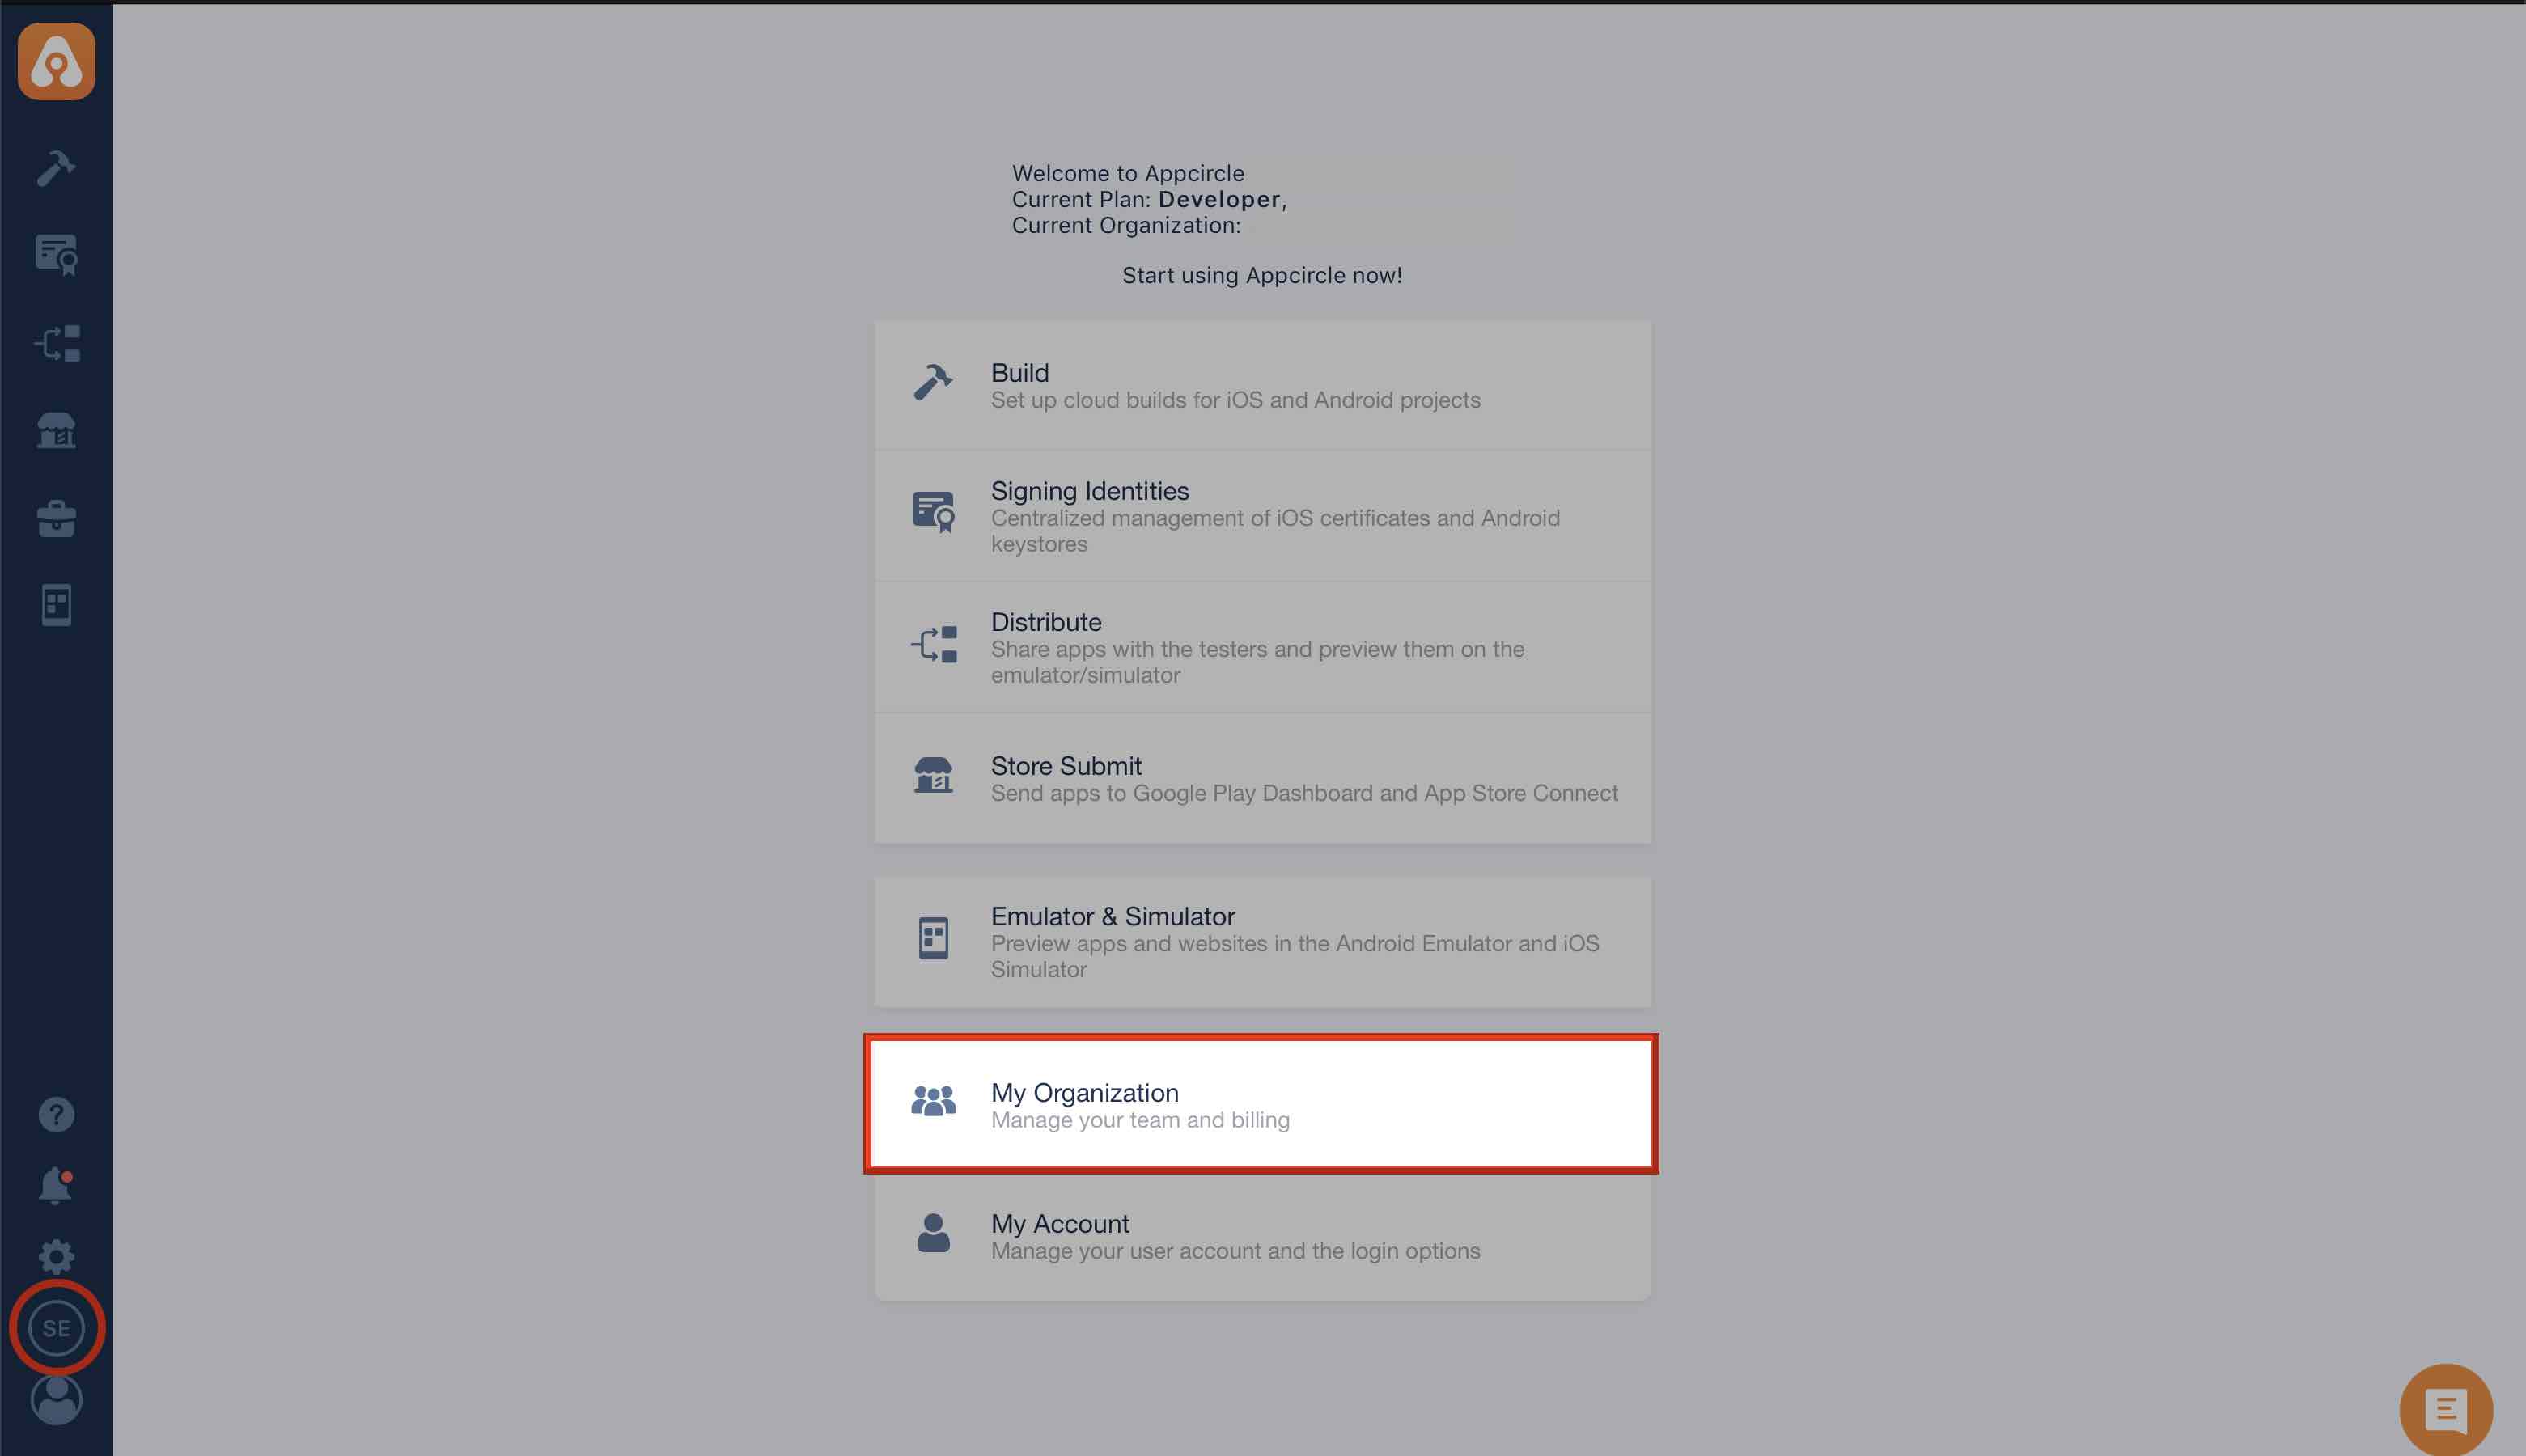 Welcome to Appcircle
Current Plan: Developer,
Current Organization:
Start using Appcircle now!
Build
Set up cloud builds for iOS and Android projects
Signing Identities
Centralized management of iOS certificates and Android
keystores
Distribute
Share apps with the testers and preview them on the
emulator/simulator
Store Submit
Send apps to Google Play Dashboard and App Store Connect
Emulator & Simulator
Preview apps and websites in the Android Emulator and iOS
Simulator
My Organization
Manage your team and billing
My Account
Manage your user account and the login options
SE